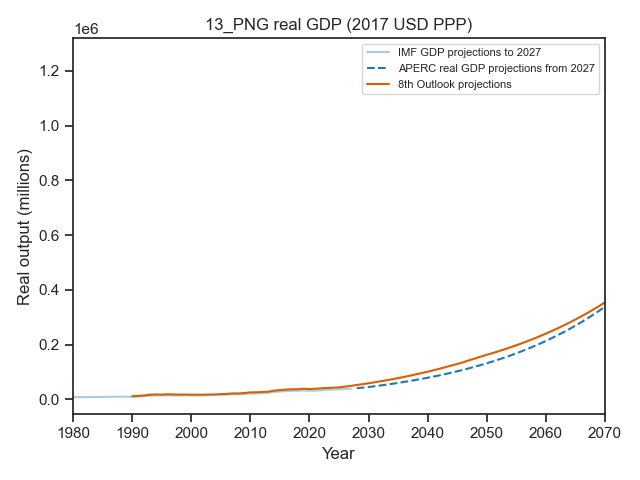 13_PNG real GDP (2017 USD PPP)
1e6
IMF GDP projections to 2027
APERC real GDP projections from 2027
8th Outlook projections
1.2
1.0
0.8
0.6
0.4
0.2
0.0
Real output (millions)
1980 1990 2000 2010 2020 2030 2040 2050 2060 2070
Year